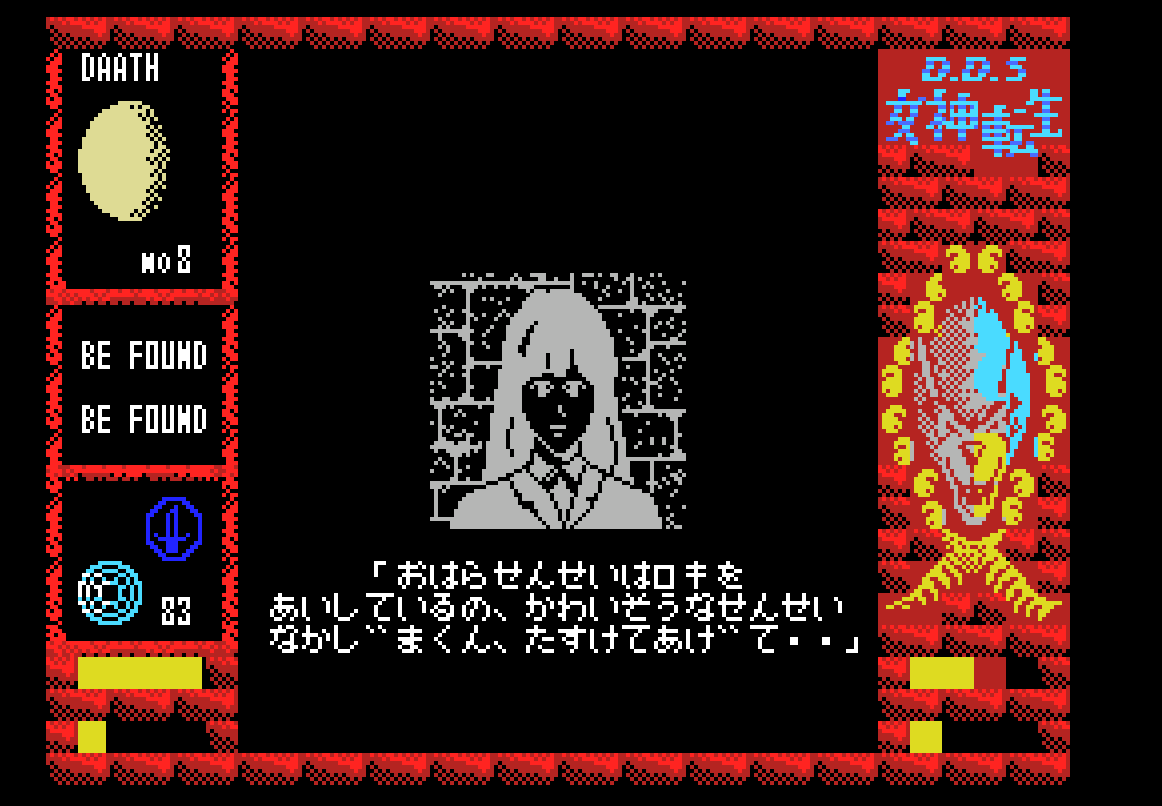 DAATH
NO8
BE FOUND
BE FOUND
83
「おはらせんせいはロキを
あいしているの、かわいそうなせんせい
なかじまくん、たすけてあげて・・」
D.D.S
女神転生